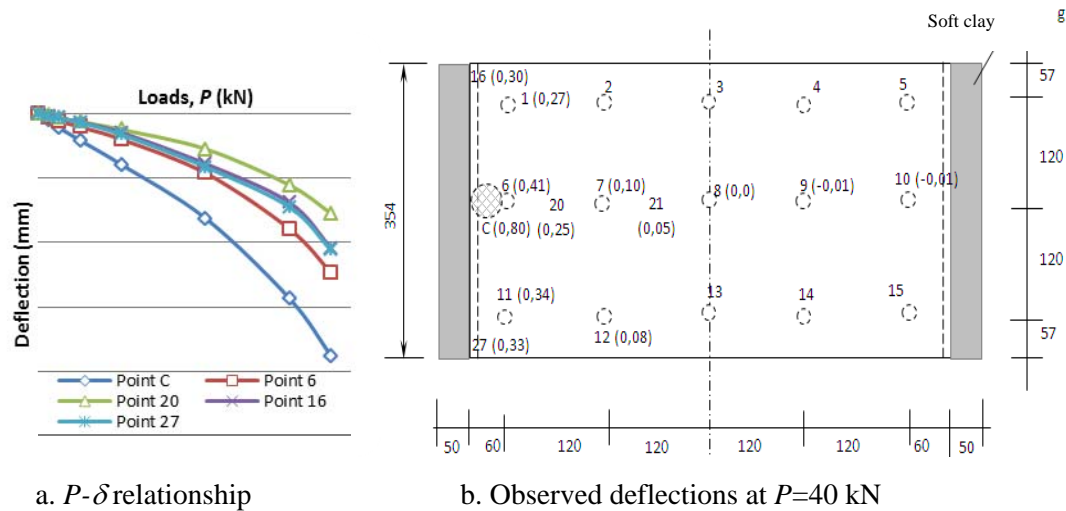 Loads, P (kN)
Deflection (mm)
Point C
Point 6
Point 20
Point 16
Point 27
a. P-δ relationship
Soft clay
g
16 (0,30)
1 (0,27)
2
3
4
5
57
354
6 (0,41)
7 (0,10)
8 (0,0)
9 (-0,01)
10 (-0,01)
20
21
C (0,80)
(0,25)
(0,05)
120
120
11 (0,34)
13
14
15
27 (0,33)
12 (0,08)
57
50
60
120
120
120
120
60
50
b. Observed deflections at P=40 kN